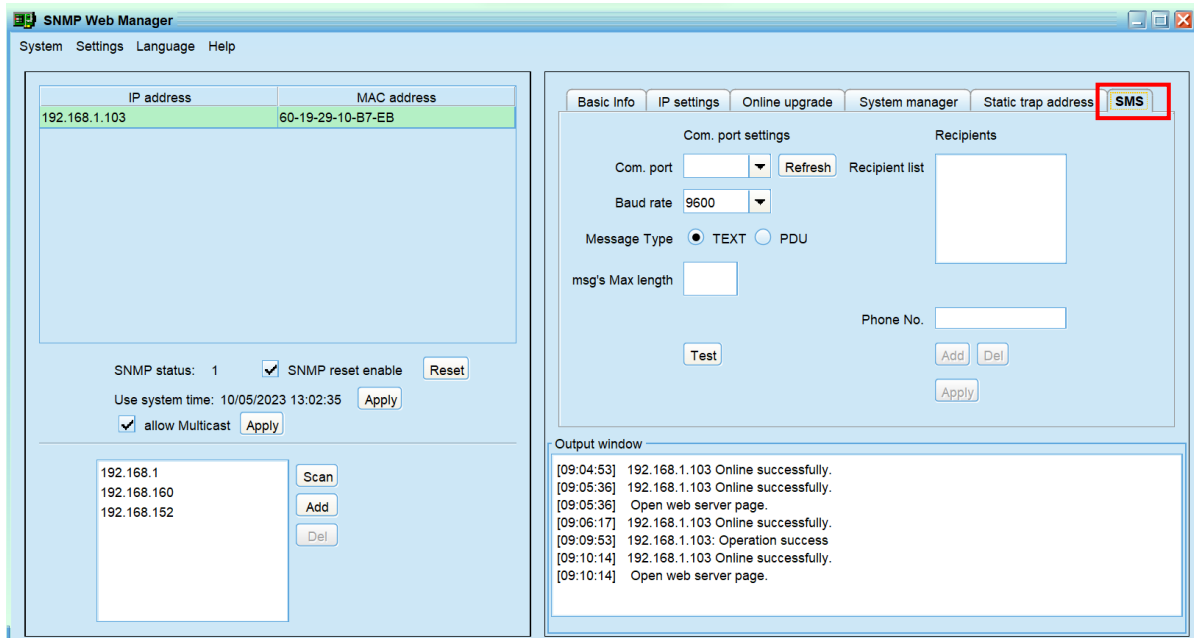 SNMP Web Manager
System Settings Language Help
IP address MAC address
192.168.1.103 60-19-29-10-B7-EB
SNMP status: 1 SNMP reset enable Reset
Use system time: 10/05/2023 13:02:35 Apply
allow Multicast Apply
192.168.1
192.168.160
192.168.152
Scan
Add
Del
Basic Info IP settings Online upgrade System manager Static trap address SMS
Com. port settings Recipients
Com. port Refresh Recipient list
Baud rate 9600
Message Type TEXT PDU
msg's Max length
Phone No.
Test Add Del
Apply
Output window
[09:04:53] 192.168.1.103 Online successfully.
[09:05:36] 192.168.1.103 Online successfully.
[09:05:36] Open web server page.
[09:06:17] 192.168.1.103 Online successfully.
[09:09:53] 192.168.1.103: Operation success
[09:10:14] 192.168.1.103 Online successfully.
[09:10:14] Open web server page.